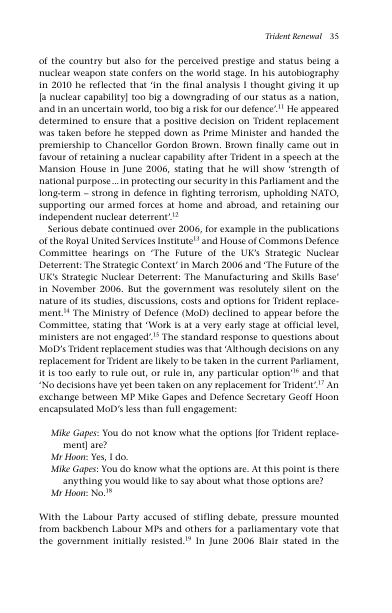 Trident Renewal 35
of the country but also for the perceived prestige and status being a
nuclear weapon state confers on the world stage. In his autobiography
in 2010 he reflected that ‘in the final analysis I thought giving it up
[a nuclear capability] too big a downgrading of our status as a nation,
and in an uncertain world, too big a risk for our defence’.11 He appeared
determined to ensure that a positive decision on Trident replacement
was taken before he stepped down as Prime Minister and handed the
premiership to Chancellor Gordon Brown. Brown finally came out in
favour of retaining a nuclear capability after Trident in a speech at the
Mansion House in June 2006, stating that he will show ‘strength of
national purpose ... in protecting our security in this Parliament and the
long-term – strong in defence in fighting terrorism, upholding NATO,
supporting our armed forces at home and abroad, and retaining our
independent nuclear deterrent’.12
Serious debate continued over 2006, for example in the publications
of the Royal United Services Institute13 and House of Commons Defence
Committee hearings on ‘The Future of the UK’s Strategic Nuclear
Deterrent: The Strategic Context’ in March 2006 and ‘The Future of the
UK’s Strategic Nuclear Deterrent: The Manufacturing and Skills Base’
in November 2006. But the government was resolutely silent on the
nature of its studies, discussions, costs and options for Trident replace-
ment.14 The Ministry of Defence (MoD) declined to appear before the
Committee, stating that ‘Work is at a very early stage at official level,
ministers are not engaged’.15 The standard response to questions about
MoD’s Trident replacement studies was that ‘Although decisions on any
replacement for Trident are likely to be taken in the current Parliament,
it is too early to rule out, or rule in, any particular option’16 and that
‘No decisions have yet been taken on any replacement for Trident’.17 An
exchange between MP Mike Gapes and Defence Secretary Geoff Hoon
encapsulated MoD’s less than full engagement:
Mike Gapes: You do not know what the options [for Trident replace-
ment] are?
Mr Hoon: Yes, I do.
Mike Gapes: You do know what the options are. At this point is there
anything you would like to say about what those options are?
Mr Hoon: No.18
With the Labour Party accused of stifling debate, pressure mounted
from backbench Labour MPs and others for a parliamentary vote that
the government initially resisted.19 In June 2006 Blair stated in the